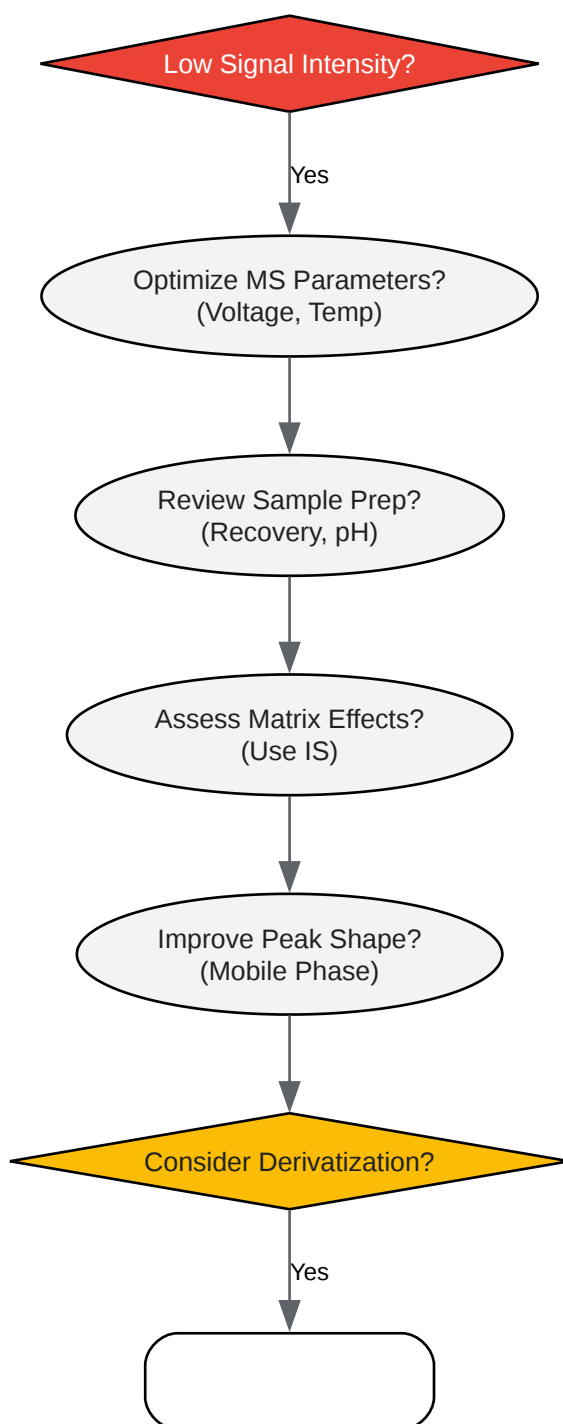 Low Signal Intensity?
Yes
Optimize MS Parameters?
(Voltage, Temp)
Review Sample Prep?
(Recovery, pH)
Assess Matrix Effects?
(Use IS)
Improve Peak Shape?
(Mobile Phase)
Consider Derivatization?
Yes